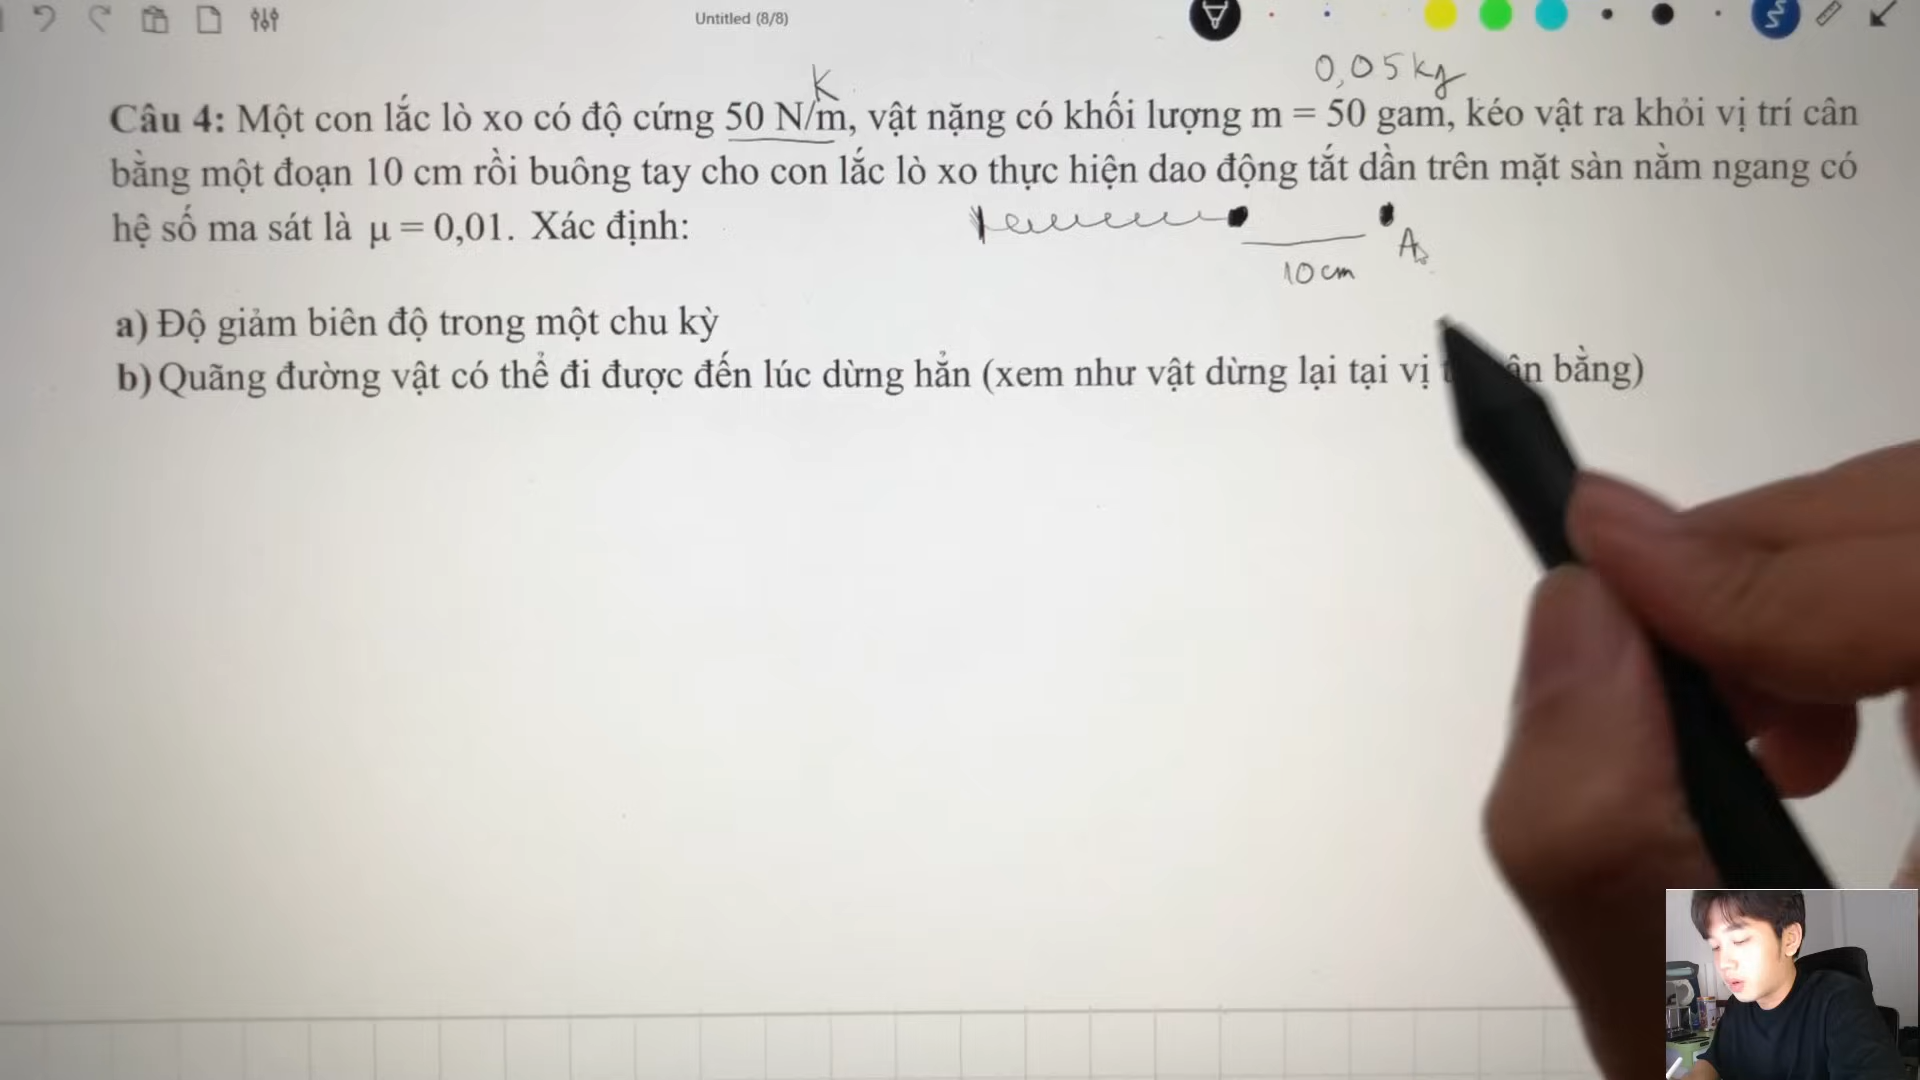 Untitled (8/8)
K
0,05 kg
Câu 4: Một con lắc lò xo có độ cứng 50 N/m, vật nặng có khối lượng m = 50 gam, kéo vật ra khỏi vị trí cân
bằng một đoạn 10 cm rồi buông tay cho con lắc lò xo thực hiện dao động tắt dần trên mặt sàn nằm ngang có
hệ số ma sát là μ = 0,01. Xác định:
A
10 cm
a) Độ giảm biên độ trong một chu kỳ
b) Quãng đường vật có thể đi được đến lúc dừng hẳn (xem như vật dừng lại tại vị bằng)